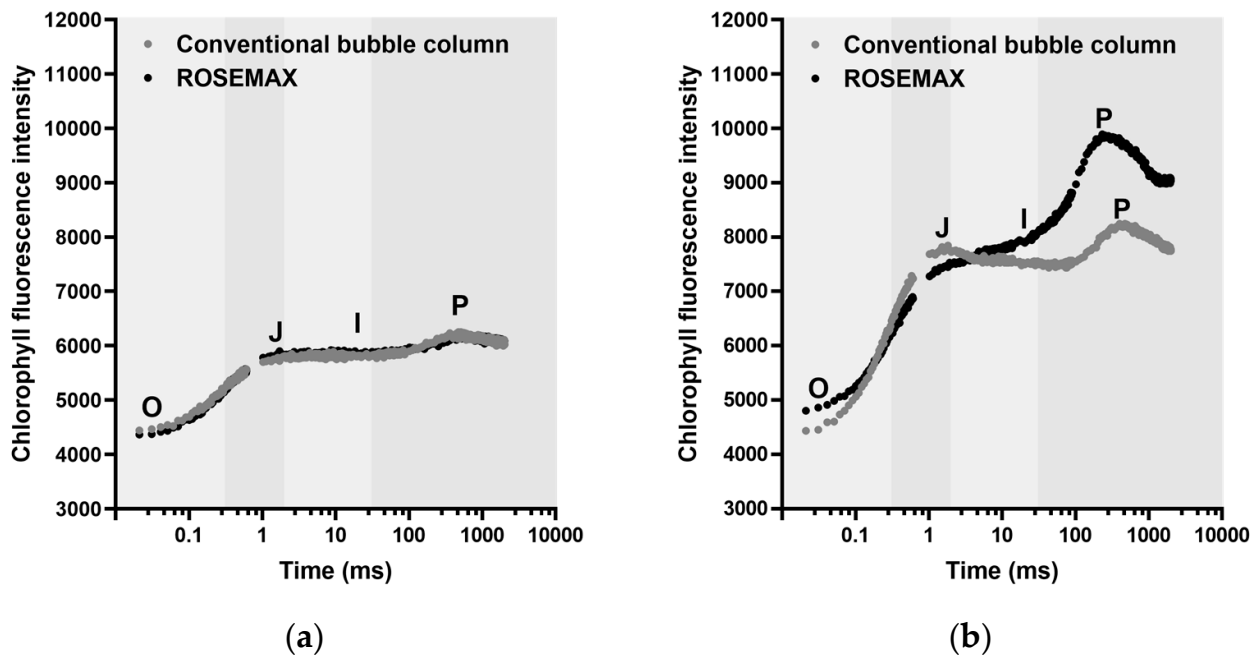 12000
11000
10000
9000
8000
7000
6000
5000
4000
3000
Chlorophyll fluorescence intensity
Conventional bubble column
ROSEMAX
O
J
I
P
0.1
1
10
100
1000
10000
Time (ms)
(a)
12000
11000
10000
9000
8000
7000
6000
5000
4000
3000
Chlorophyll fluorescence intensity
Conventional bubble column
ROSEMAX
O
J
I
P
P
0.1
1
10
100
1000
10000
Time (ms)
(b)